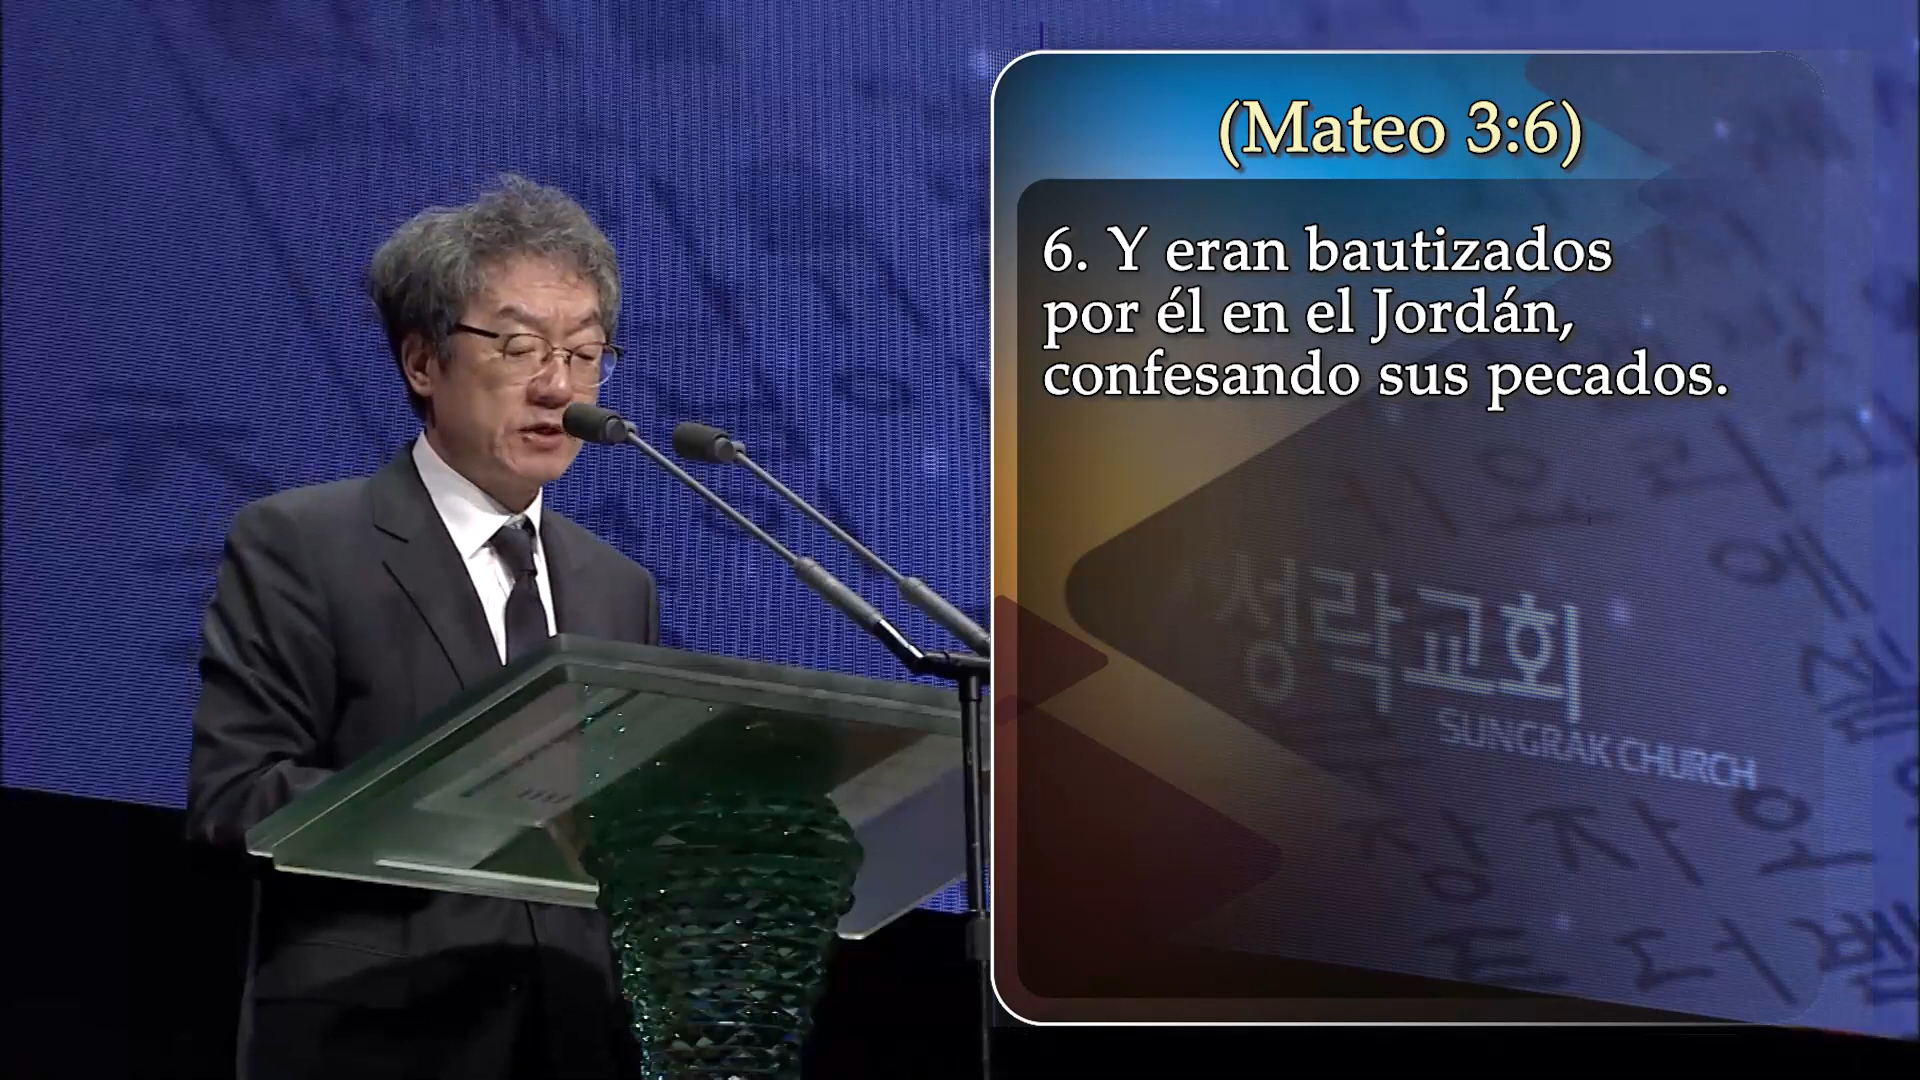 (Mateo 3:6)
6. Y eran bautizados
por él en el Jordán,
confesando sus pecados.
성락교회
SUNGRAK CHURCH